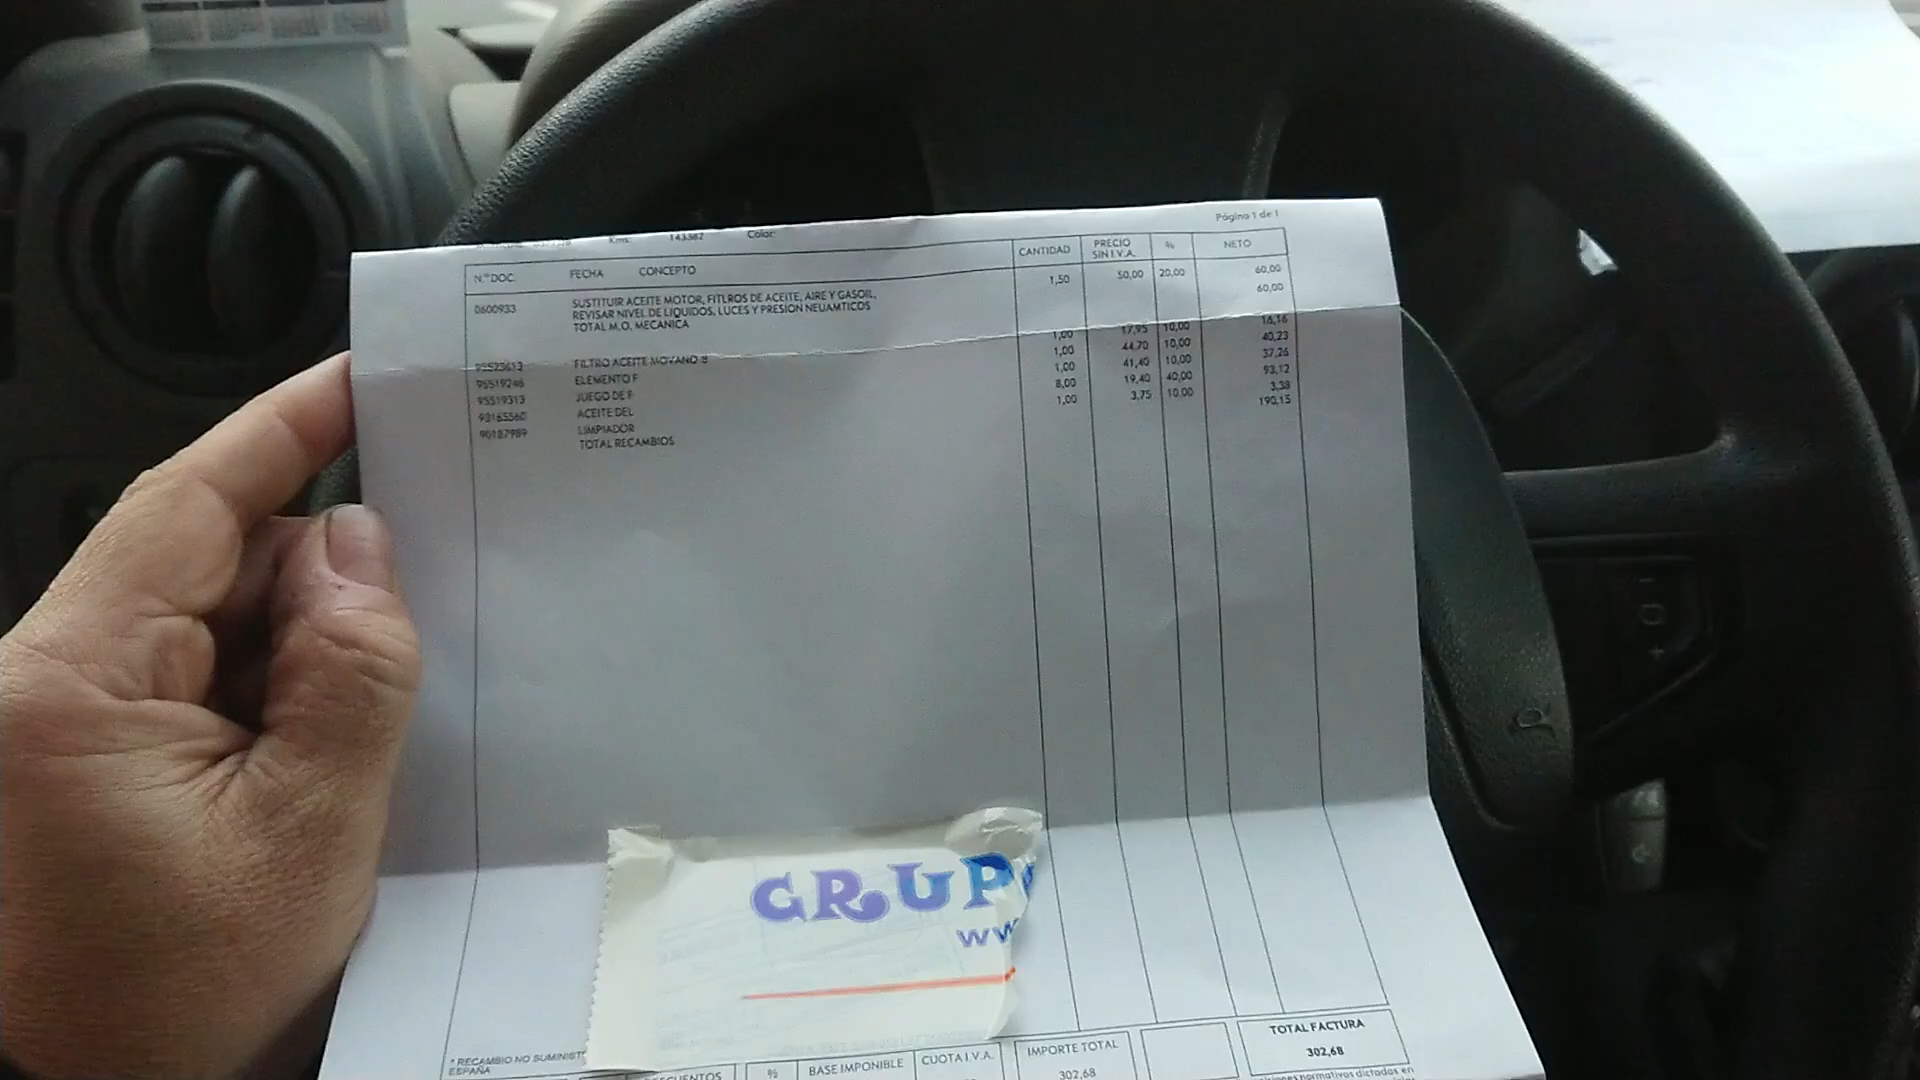 Página 1 de 1
Kms: 143382 Color:
N.º DOC. FECHA CONCEPTO CANTIDAD PRECIO SIN I.V.A. % NETO
0600933 SUSTITUIR ACEITE MOTOR, FITLROS DE ACEITE, AIRE Y GASOIL, 1,50 50,00 20,00 60,00
REVISAR NIVEL DE LIQUIDOS, LUCES Y PRESION NEUAMTICOS
TOTAL M.O. MECANICA 60,00
95523613 FILTRO ACEITE MOVANO B 1,00 17,95 10,00 16,16
95519246 ELEMENTO F 1,00 44,70 10,00 40,23
95519313 JUEGO DE F 1,00 41,40 10,00 37,26
93165560 ACEITE DEL 8,00 19,40 40,00 93,12
90187989 LIMPIADOR 1,00 3,75 10,00 3,38
TOTAL RECAMBIOS 190,15
GRUP
ww
* RECAMBIO NO SUMINIST
ESPAÑA
% BASE IMPONIBLE CUOTA I.V.A. IMPORTE TOTAL TOTAL FACTURA
302,68 302,68
normativas dictadas en